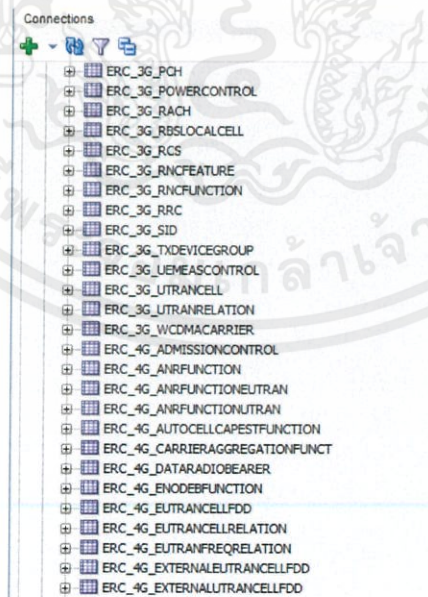 Connections
ERC_3G_PCH
ERC_3G_POWERCONTROL
ERC_3G_RACH
ERC_3G_RBSLOCALCELL
ERC_3G_RCS
ERC_3G_RNCFEATURE
ERC_3G_RNCFUNCTION
ERC_3G_RRC
ERC_3G_SID
ERC_3G_TXDEVICEGROUP
ERC_3G_UEMEASCONTROL
ERC_3G_UTRANCELL
ERC_3G_UTRANRELATION
ERC_3G_WCDMACARRIER
ERC_4G_ADMISSIONCONTROL
ERC_4G_ANRFUNCTION
ERC_4G_ANRFUNCTIONEUTRAN
ERC_4G_ANRFUNCTIONUTRAN
ERC_4G_AUTOCELLCAPESTFUNCTION
ERC_4G_CARRIERAGGREGATIONFUNCT
ERC_4G_DATARADIOBEARER
ERC_4G_ENODEBFUNCTION
ERC_4G_EUTRANCELLFDD
ERC_4G_EUTRANCELLRELATION
ERC_4G_EUTRANFREQRELATION
ERC_4G_EXTERNALEUTRANCELLFDD
ERC_4G_EXTERNALUTRANCELLFDD